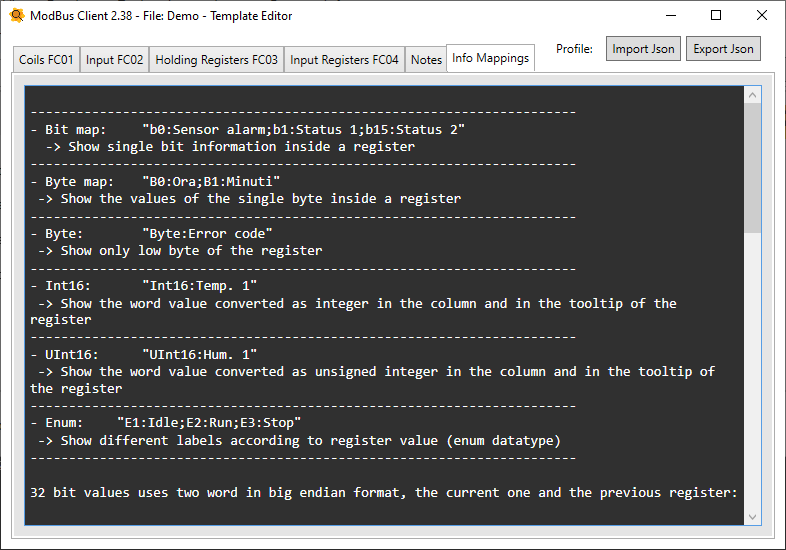 ModBus Client 2.38 - File: Demo - Template Editor
Coils FC01 Input FC02 Holding Registers FC03 Input Registers FC04 Notes Info Mappings Profile: Import Json Export Json
------------------------------------------------------------------------
- Bit map: "b0:Sensor alarm;b1:Status 1;b15:Status 2"
-> Show single bit information inside a register
------------------------------------------------------------------------
- Byte map: "B0:Ora;B1:Minuti"
-> Show the values of the single byte inside a register
------------------------------------------------------------------------
- Byte: "Byte:Error code"
-> Show only low byte of the register
------------------------------------------------------------------------
- Int16: "Int16:Temp. 1"
-> Show the word value converted as integer in the column and in the tooltip of the
register
------------------------------------------------------------------------
- UInt16: "UInt16:Hum. 1"
-> Show the word value converted as unsigned integer in the column and in the tooltip of
the register
------------------------------------------------------------------------
- Enum: "E1:Idle;E2:Run;E3:Stop"
-> Show different labels according to register value (enum datatype)
------------------------------------------------------------------------
32 bit values uses two word in big endian format, the current one and the previous register: